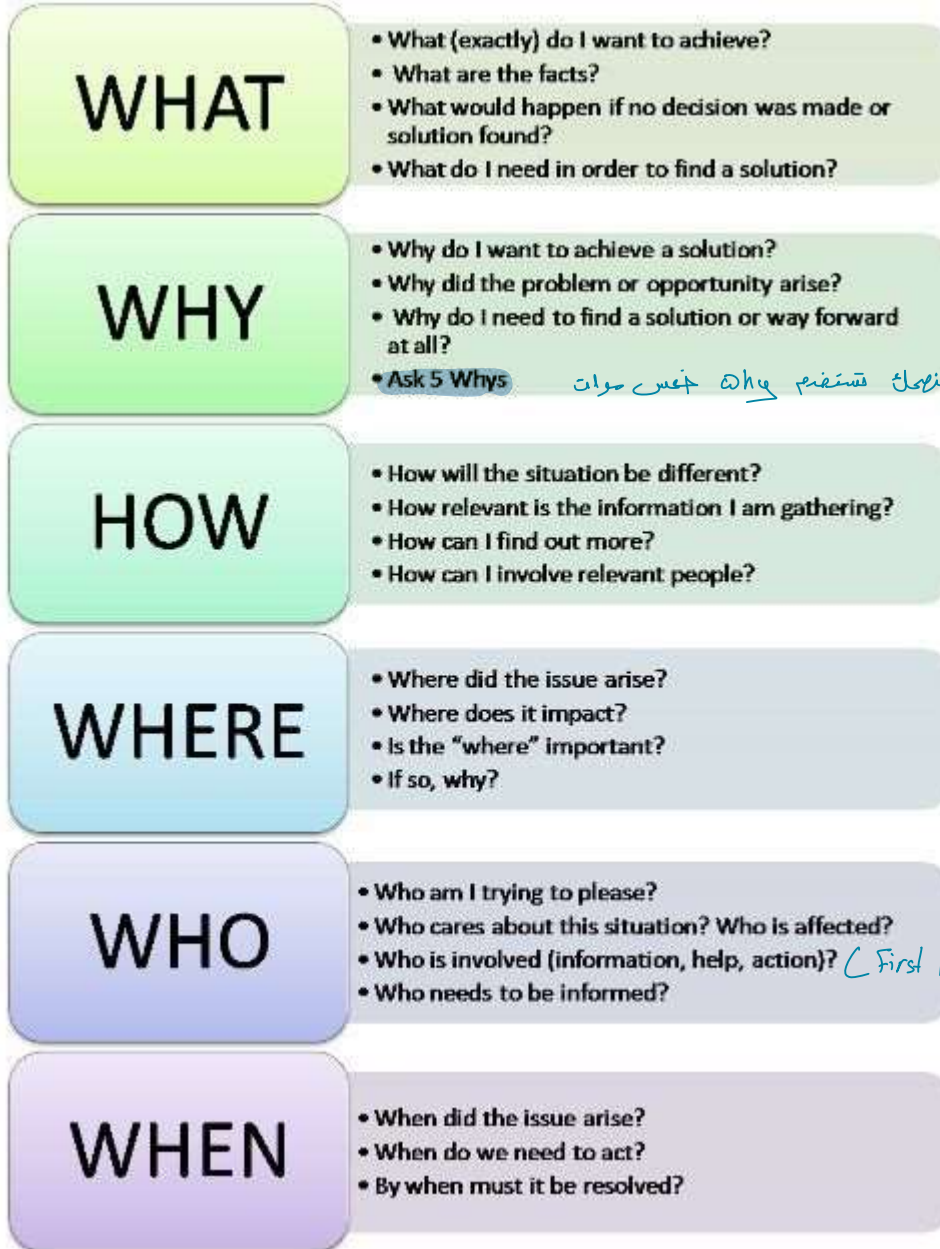 WHAT
• What (exactly) do I want to achieve?
• What are the facts?
• What would happen if no decision was made or
solution found?
• What do I need in order to find a solution?
WHY
• Why do I want to achieve a solution?
• Why did the problem or opportunity arise?
• Why do I need to find a solution or way forward
at all?
• Ask 5 Whys تستخدم why خمس مرات
HOW
• How will the situation be different?
• How relevant is the information I am gathering?
• How can I find out more?
• How can I involve relevant people?
WHERE
• Where did the issue arise?
• Where does it impact?
• Is the “where” important?
• If so, why?
WHO
• Who am I trying to please?
• Who cares about this situation? Who is affected?
• Who is involved (information, help, action)? (First
• Who needs to be informed?
WHEN
• When did the issue arise?
• When do we need to act?
• By when must it be resolved?